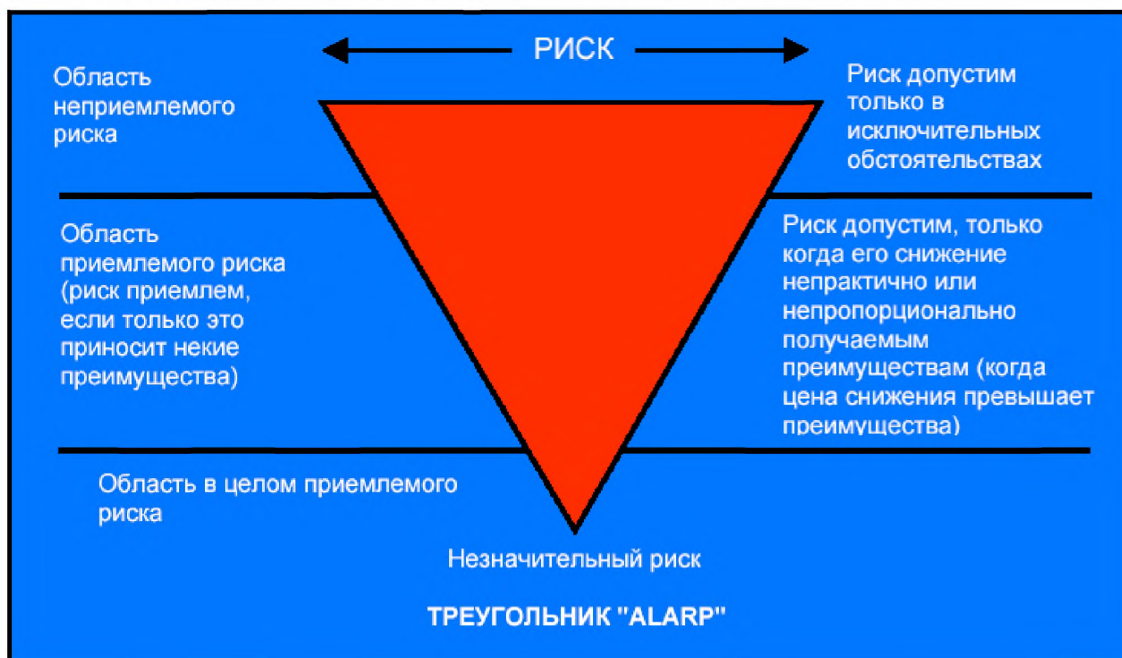 РИСК
Область
неприемлемого
риска
Риск допустим
только в
исключительных
обстоятельствах
Область
приемлемого риска
(риск приемлем,
если только это
приносит некие
преимущества)
Риск допустим, только
когда его снижение
непрактично или
непропорционально
получаемым
преимуществам (когда
цена снижения превышает
преимущества)
Область в целом приемлемого
риска
Незначительный риск
ТРЕУГОЛЬНИК "ALARP"